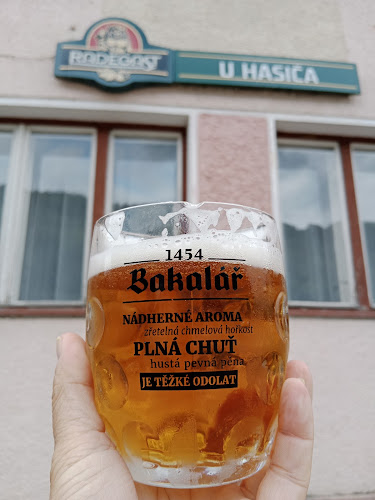 RADEGAST
U HASIČA
1454
Bakalář
NÁDHERNÉ AROMA
zřetelná chmelová hořkost
PLNÁ CHUŤ
hustá pevná pěna
JE TĚŽKÉ ODOLAT